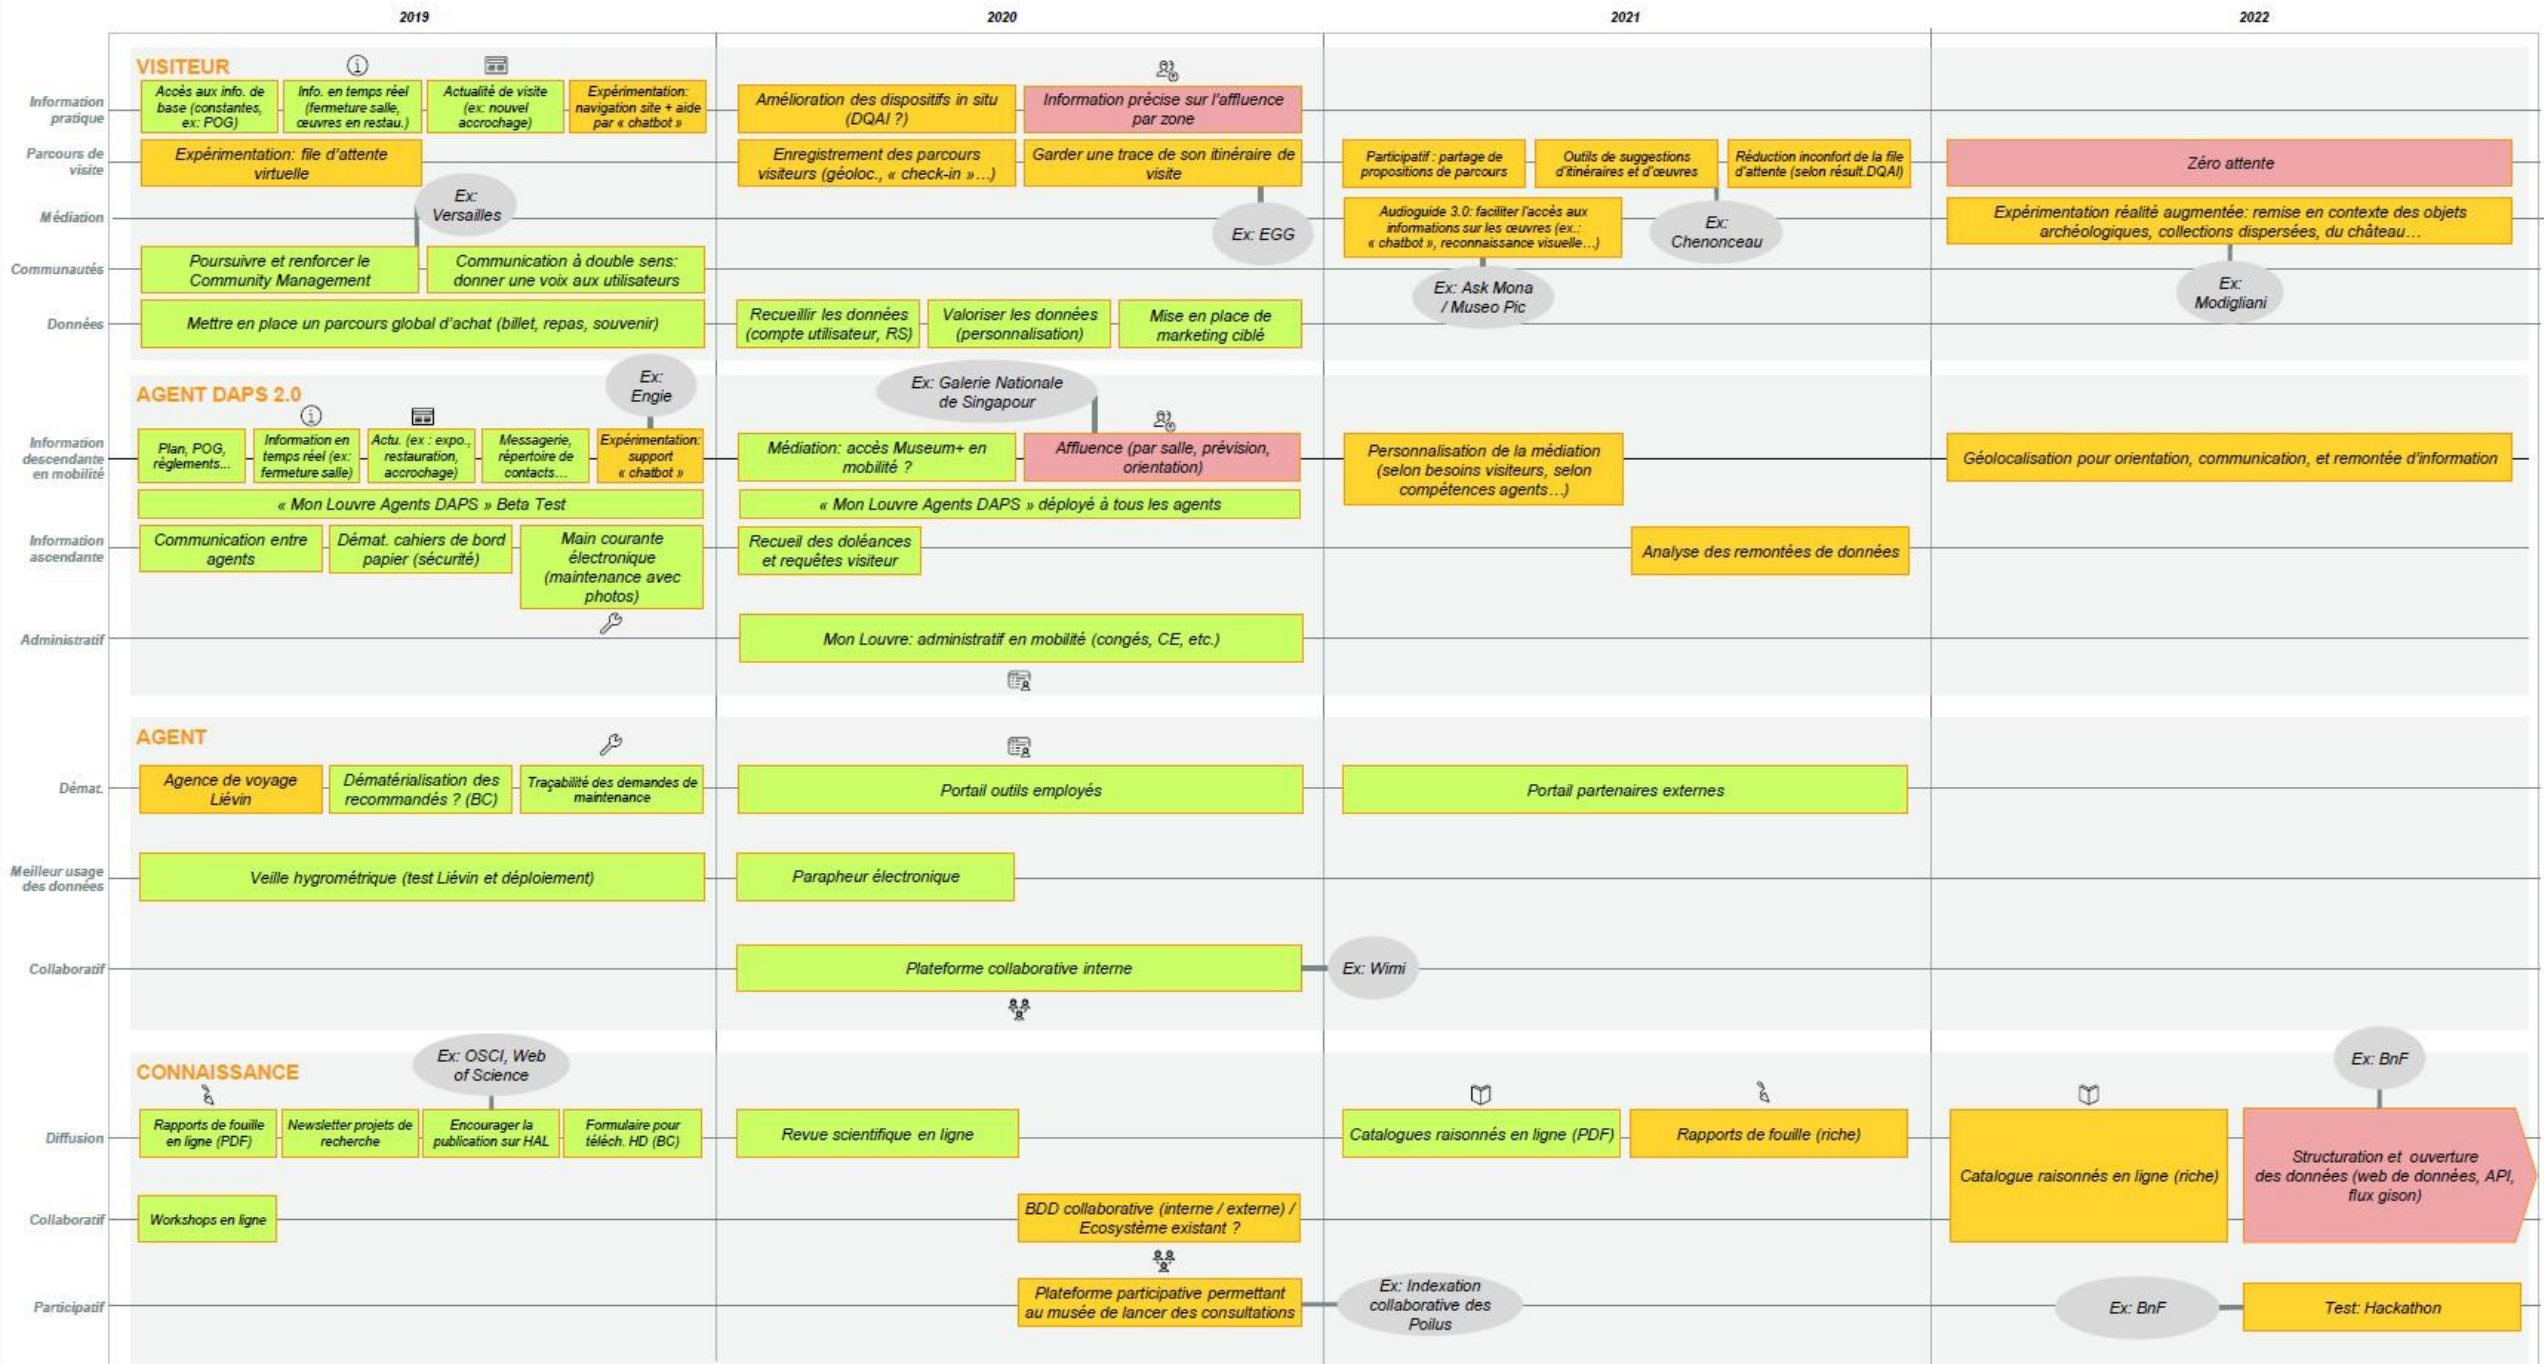 2019
2020
2021
2022
VISITEUR
Information
pratique
Accès aux info. de
base (constantes,
ex: POG)
Info. en temps réel
(fermeture salle,
œuvres en restau.)
Actualité de visite
(ex: nouvel
accrochage)
Expérimentation:
navigation site + aide
par « chatbot »
Amélioration des dispositifs in situ
(DQAI ?)
Information précise sur l'affluence
par zone
Parcours de
visite
Expérimentation: file d'attente
virtuelle
Enregistrement des parcours
visiteurs (géoloc., « check-in »…)
Garder une trace de son itinéraire de
visite
Participatif : partage de
propositions de parcours
Outils de suggestions
d'itinéraires et d'œuvres
Réduction inconfort de la file
d'attente (selon résult.DQAI)
Zéro attente
Médiation
Ex:
Versailles
Ex: EGG
Audioguide 3.0: faciliter l'accès aux
informations sur les œuvres (ex.:
« chatbot », reconnaissance visuelle…)
Ex:
Chenonceau
Expérimentation réalité augmentée: remise en contexte des objets
archéologiques, collections dispersées, du château…
Communautés
Poursuivre et renforcer le
Community Management
Communication à double sens:
donner une voix aux utilisateurs
Ex: Ask Mona
/ Museo Pic
Ex:
Modigliani
Données
Mettre en place un parcours global d'achat (billet, repas, souvenir)
Recueillir les données
(compte utilisateur, RS)
Valoriser les données
(personnalisation)
Mise en place de
marketing ciblé
AGENT DAPS 2.0
Ex:
Engie
Ex: Galerie Nationale
de Singapour
Information
descendante
en mobilité
Plan, POG,
règlements...
Information en
temps réel (ex:
fermeture salle)
Actu. (ex : expo.,
restauration,
accrochage)
Messagerie,
répertoire de
contacts…
Expérimentation:
support
« chatbot »
Médiation: accès Museum+ en
mobilité ?
Affluence (par salle, prévision,
orientation)
Personnalisation de la médiation
(selon besoins visiteurs, selon
compétences agents…)
Géolocalisation pour orientation, communication, et remontée d'information
« Mon Louvre Agents DAPS » Beta Test
« Mon Louvre Agents DAPS » déployé à tous les agents
Information
ascendante
Communication entre
agents
Démat. cahiers de bord
papier (sécurité)
Main courante
électronique
(maintenance avec
photos)
Recueil des doléances
et requêtes visiteur
Analyse des remontées de données
Administratif
Mon Louvre: administratif en mobilité (congés, CE, etc.)
AGENT
Démat.
Agence de voyage
Liévin
Dématérialisation des
recommandés ? (BC)
Traçabilité des demandes de
maintenance
Portail outils employés
Portail partenaires externes
Meilleur usage
des données
Veille hygrométrique (test Liévin et déploiement)
Parapheur électronique
Collaboratif
Plateforme collaborative interne
Ex: Wimi
CONNAISSANCE
Ex: OSCI, Web
of Science
Ex: BnF
Diffusion
Rapports de fouille
en ligne (PDF)
Newsletter projets de
recherche
Encourager la
publication sur HAL
Formulaire pour
téléch. HD (BC)
Revue scientifique en ligne
Catalogues raisonnés en ligne (PDF)
Rapports de fouille (riche)
Catalogue raisonnés en ligne (riche)
Structuration et ouverture
des données (web de données, API,
flux gison)
Collaboratif
Workshops en ligne
BDD collaborative (interne / externe) /
Ecosystème existant ?
Participatif
Plateforme participative permettant
au musée de lancer des consultations
Ex: Indexation
collaborative des
Poilus
Ex: BnF
Test: Hackathon